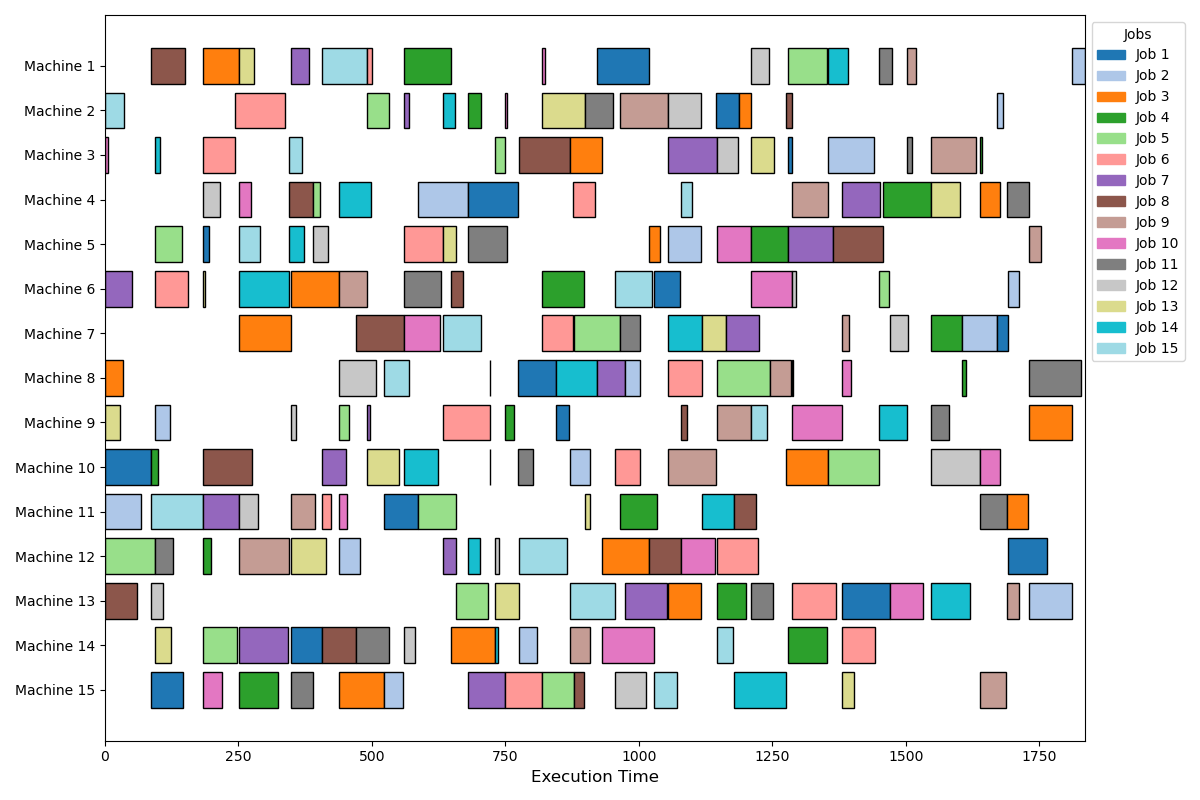 Machine 1
Machine 2
Machine 3
Machine 4
Machine 5
Machine 6
Machine 7
Machine 8
Machine 9
Machine 10
Machine 11
Machine 12
Machine 13
Machine 14
Machine 15
0 250 500 750 1000 1250 1500 1750
Execution Time
Jobs
Job 1
Job 2
Job 3
Job 4
Job 5
Job 6
Job 7
Job 8
Job 9
Job 10
Job 11
Job 12
Job 13
Job 14
Job 15